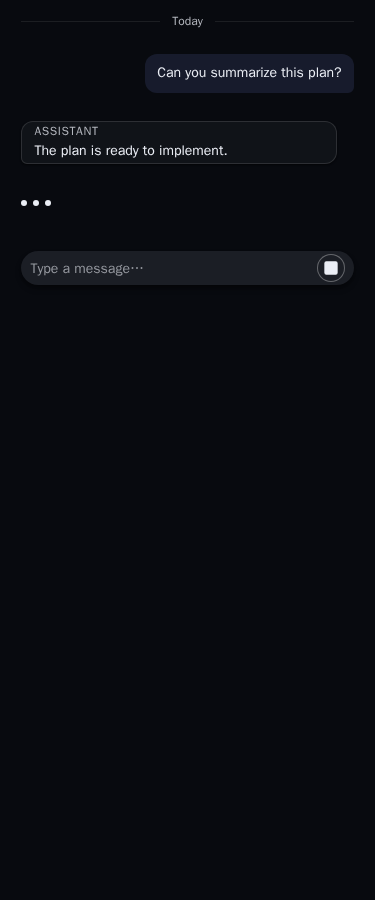 Today
Can you summarize this plan?
ASSISTANT
The plan is ready to implement.
Type a message…